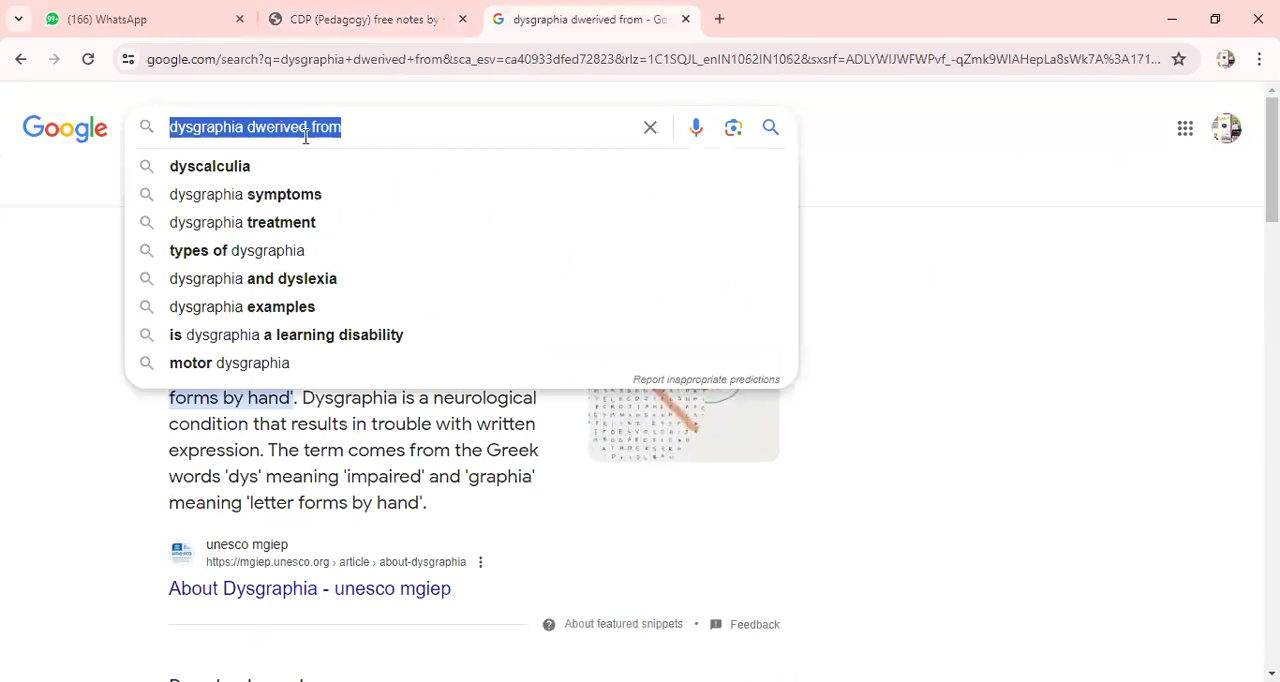 (166) WhatsApp
CDP (Pedagogy) free notes by
dysgraphia dwerived from - Go
google.com/search?q=dysgraphia+dwerived+from&sca_esv=ca40933dfed72823&rlz=1C1SQJL_enIN1062IN1062&sxsrf=ADLYWIJWFWPvf_-qZmk9WIAHepLa8sWk7A%3A171...
Google
dysgraphia dwerived from
dyscalculia
dysgraphia symptoms
dysgraphia treatment
types of dysgraphia
dysgraphia and dyslexia
dysgraphia examples
is dysgraphia a learning disability
motor dysgraphia
Report inappropriate predictions
forms by hand'. Dysgraphia is a neurological
condition that results in trouble with written
expression. The term comes from the Greek
words 'dys' meaning 'impaired' and 'graphia'
meaning 'letter forms by hand'.
unesco mgiep
https://mgiep.unesco.org › article › about-dysgraphia
About Dysgraphia - unesco mgiep
About featured snippets • Feedback